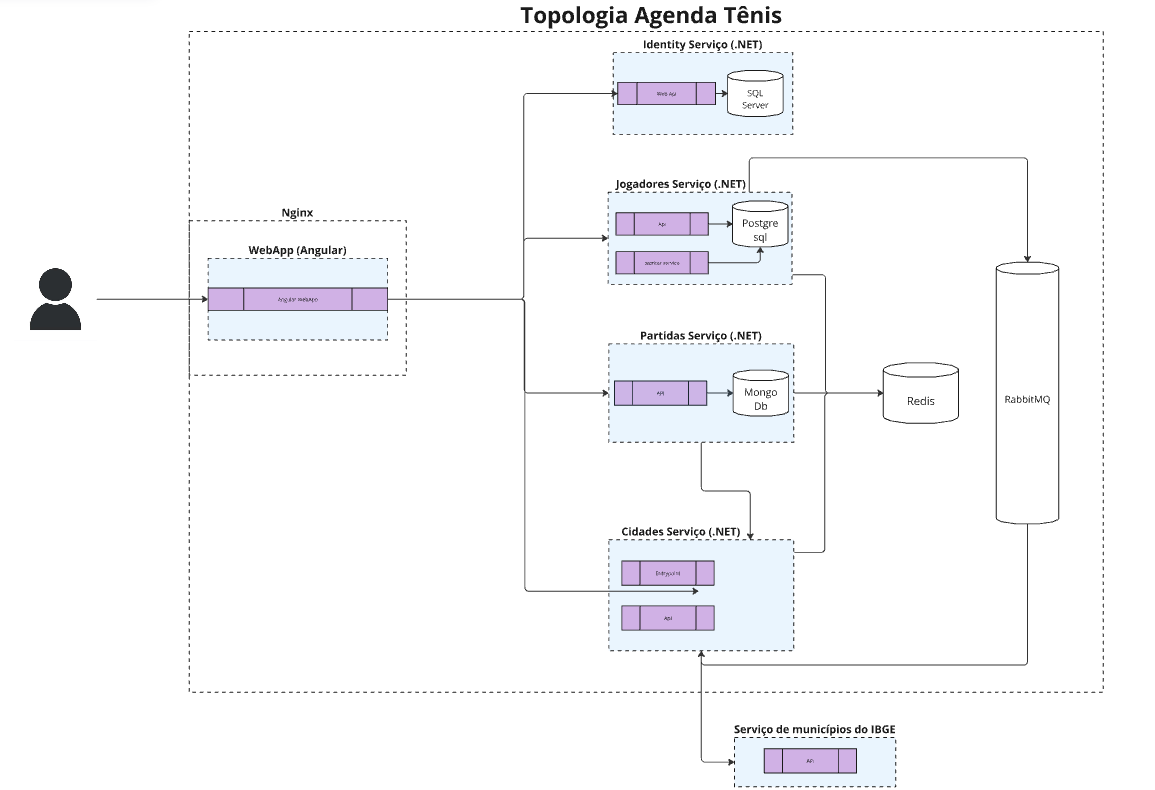 Topologia Agenda Tênis
Identity Serviço (.NET)
Web Api
SQL
Server
Jogadores Serviço (.NET)
Api
Postgre
sql
Nginx
WebApp (Angular)
Angular WebApp
Partidas Serviço (.NET)
API
Mongo
Db
Redis
RabbitMQ
Cidades Serviço (.NET)
Entrypoint
Api
Serviço de municípios do IBGE
Api